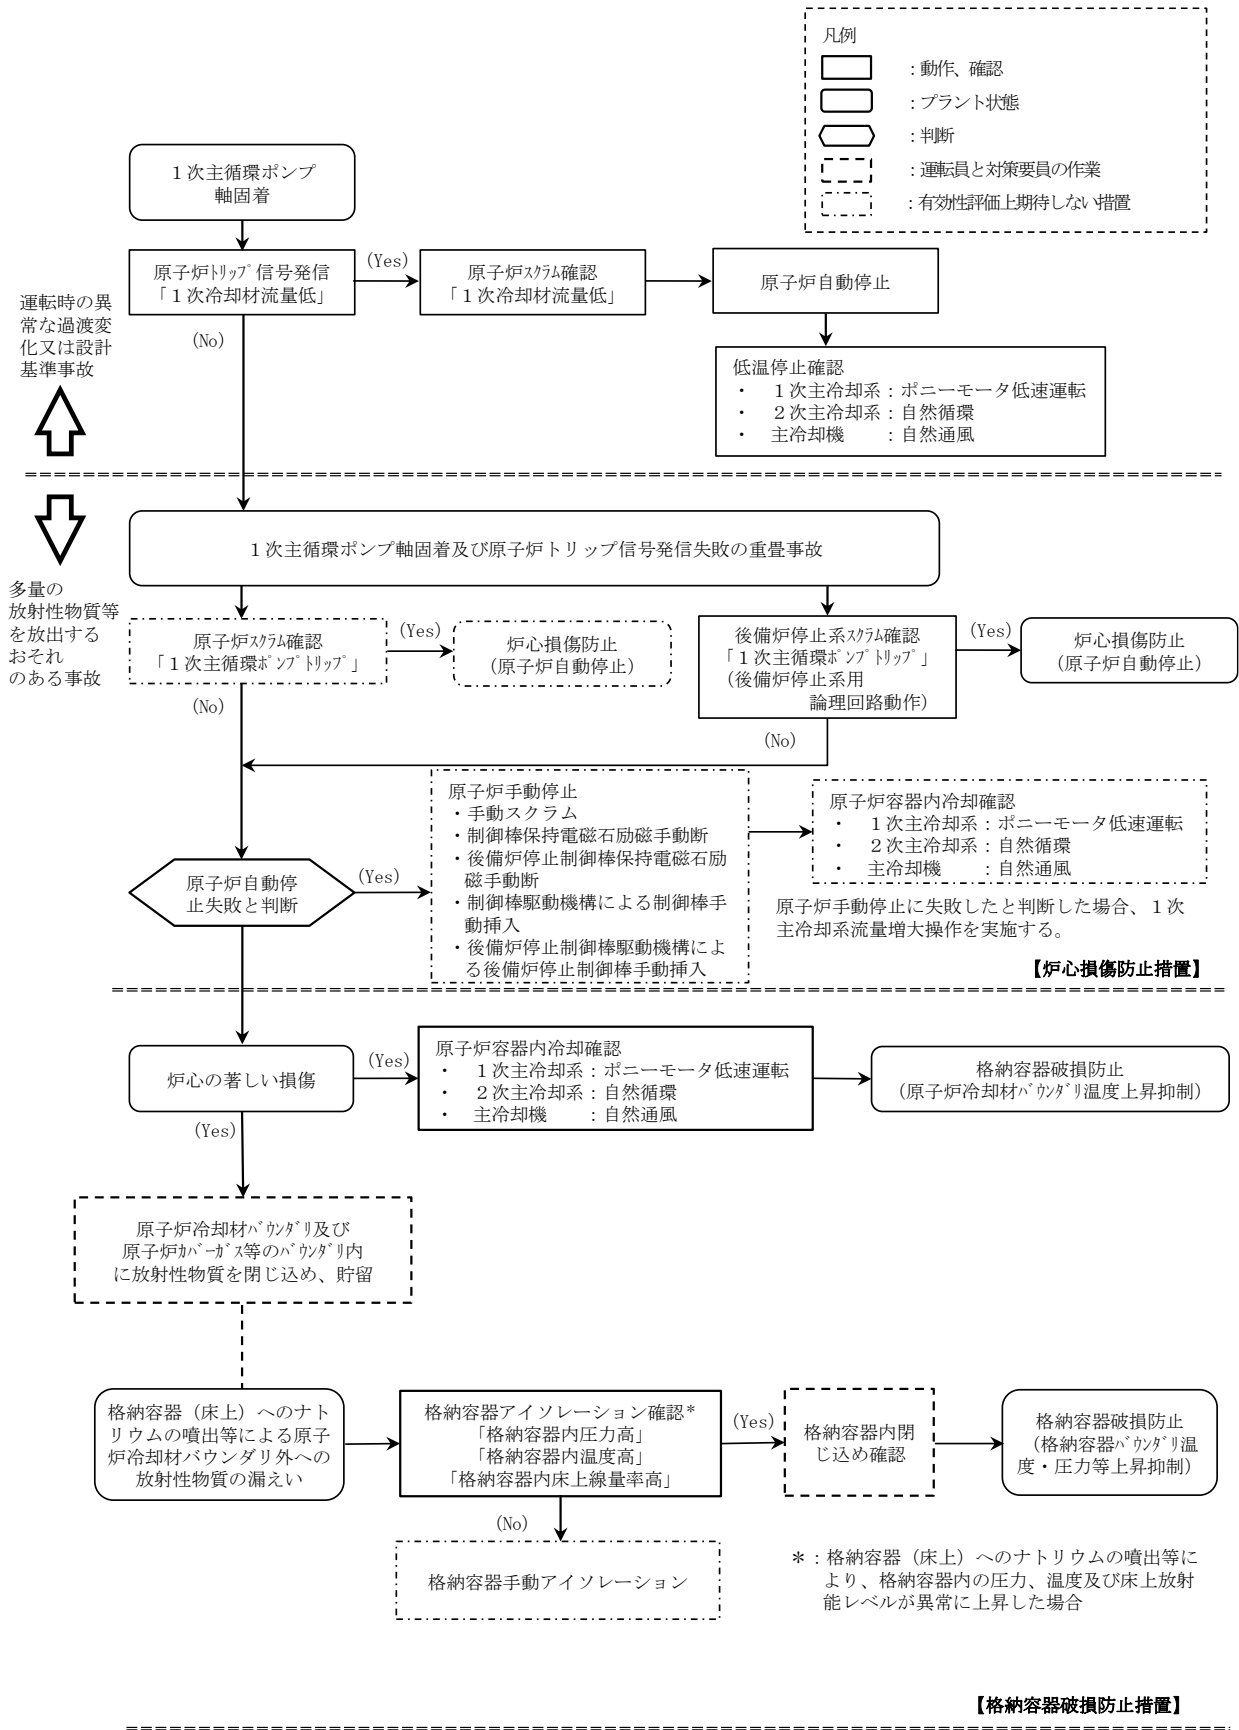 凡例
：動作、確認
：プラント状態
：判断
：運転員と対策要員の作業
：有効性評価上期待しない措置
１次主循環ポンプ
軸固着
原子炉ﾄﾘｯﾌﾟ信号発信
「１次冷却材流量低」
(Yes)
原子炉ｽｸﾗﾑ確認
「１次冷却材流量低」
原子炉自動停止
運転時の異
常な過渡変
化又は設計
基準事故
(No)
低温停止確認
・　１次主冷却系：ポニーモータ低速運転
・　２次主冷却系：自然循環
・　主冷却機　　：自然通風
１次主循環ポンプ軸固着及び原子炉トリップ信号発信失敗の重畳事故
多量の
放射性物質等
を放出する
おそれ
のある事故
原子炉ｽｸﾗﾑ確認
「１次主循環ﾎﾟﾝﾌﾟﾄﾘｯﾌﾟ」
(Yes)
炉心損傷防止
(原子炉自動停止)
後備炉停止系ｽｸﾗﾑ確認
「１次主循環ﾎﾟﾝﾌﾟﾄﾘｯﾌﾟ」
(後備炉停止系用
論理回路動作)
(Yes)
炉心損傷防止
(原子炉自動停止)
(No)
(No)
原子炉手動停止
・手動スクラム
・制御棒保持電磁石励磁手動断
・後備炉停止制御棒保持電磁石励
磁手動断
・制御棒駆動機構による制御棒手
動挿入
・後備炉停止制御棒駆動機構によ
る後備炉停止制御棒手動挿入
原子炉容器内冷却確認
・　１次主冷却系：ポニーモータ低速運転
・　２次主冷却系：自然循環
・　主冷却機　　：自然通風
原子炉自動停
止失敗と判断
(Yes)
原子炉手動停止に失敗したと判断した場合、１次
主冷却系流量増大操作を実施する。
【炉心損傷防止措置】
炉心の著しい損傷
(Yes)
原子炉容器内冷却確認
・　１次主冷却系：ポニーモータ低速運転
・　２次主冷却系：自然循環
・　主冷却機　　：自然通風
格納容器破損防止
(原子炉冷却材ﾊﾞｳﾝﾀﾞﾘ温度上昇抑制)
(Yes)
原子炉冷却材ﾊﾞｳﾝﾀﾞﾘ及び
原子炉ｶﾊﾞｰｶﾞｽ等のﾊﾞｳﾝﾀﾞﾘ内
に放射性物質を閉じ込め、貯留
格納容器（床上）へのナト
リウムの噴出等による原子
炉冷却材バウンダリ外への
放射性物質の漏えい
格納容器アイソレーション確認*
「格納容器内圧力高」
「格納容器内温度高」
「格納容器内床上線量率高」
(Yes)
格納容器内閉
じ込め確認
格納容器破損防止
(格納容器ﾊﾞｳﾝﾀﾞﾘ温
度・圧力等上昇抑制)
(No)
格納容器手動アイソレーション
＊：格納容器（床上）へのナトリウムの噴出等に
より、格納容器内の圧力、温度及び床上放射
能レベルが異常に上昇した場合
【格納容器破損防止措置】